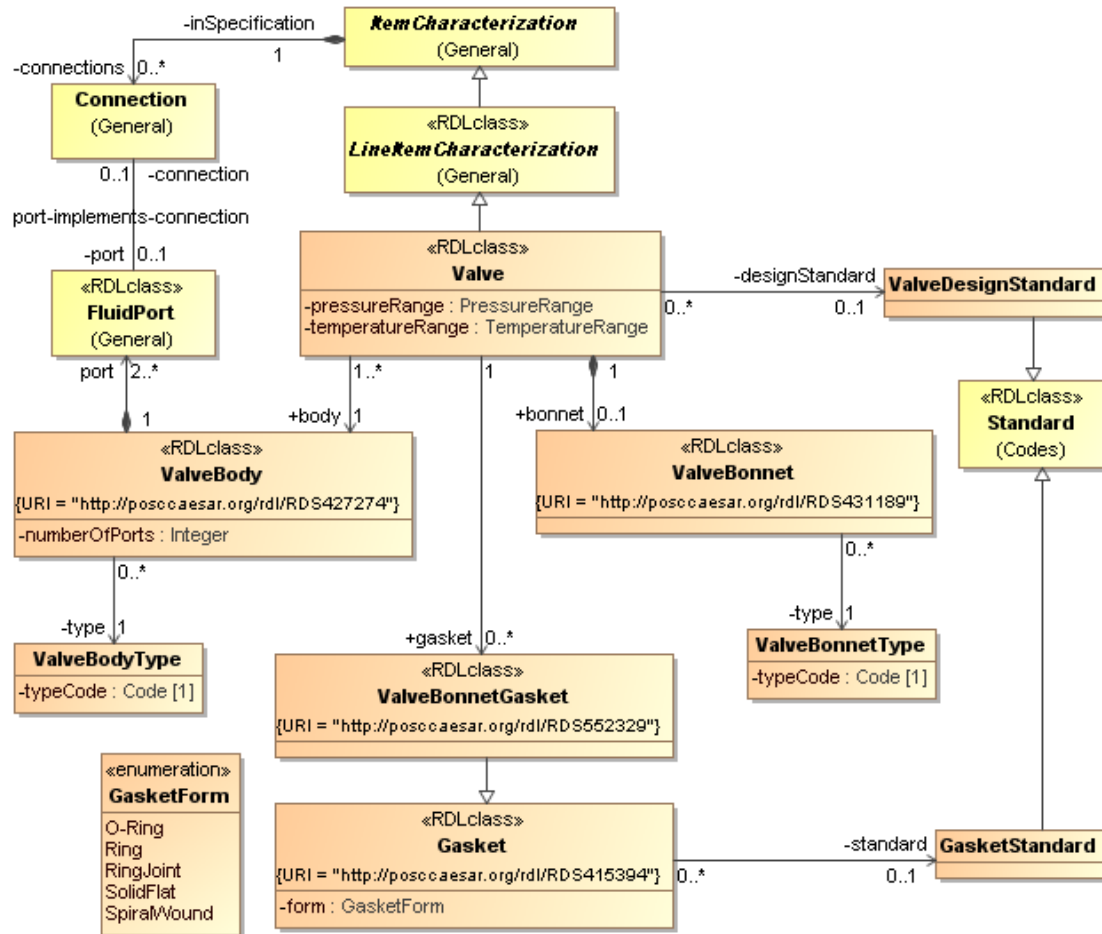 -inSpecification
1
ItemCharacterization
(General)
-connections 0..*
Connection
(General)
«RDLclass»
LineItemCharacterization
(General)
0..1 -connection
port-implements-connection
-port 0..1
«RDLclass»
FluidPort
(General)
«RDLclass»
Valve
-pressureRange : PressureRange
-temperatureRange : TemperatureRange
-designStandard
0..*
0..1
ValveDesignStandard
port 2..*
1
1..*
+body 1
1
1
+bonnet 0..1
«RDLclass»
Standard
(Codes)
«RDLclass»
ValveBody
{URI = "http://posccaesar.org/rdl/RDS427274"}
-numberOfPorts : Integer
«RDLclass»
ValveBonnet
{URI = "http://posccaesar.org/rdl/RDS431189"}
0..*
-type 1
0..*
-type 1
ValveBodyType
-typeCode : Code [1]
ValveBonnetType
-typeCode : Code [1]
+gasket 0..*
«RDLclass»
ValveBonnetGasket
{URI = "http://posccaesar.org/rdl/RDS552329"}
«enumeration»
GasketForm
O-Ring
Ring
RingJoint
SolidFlat
SpiralWound
«RDLclass»
Gasket
{URI = "http://posccaesar.org/rdl/RDS415394"}
-form : GasketForm
-standard
0..*
0..1
GasketStandard